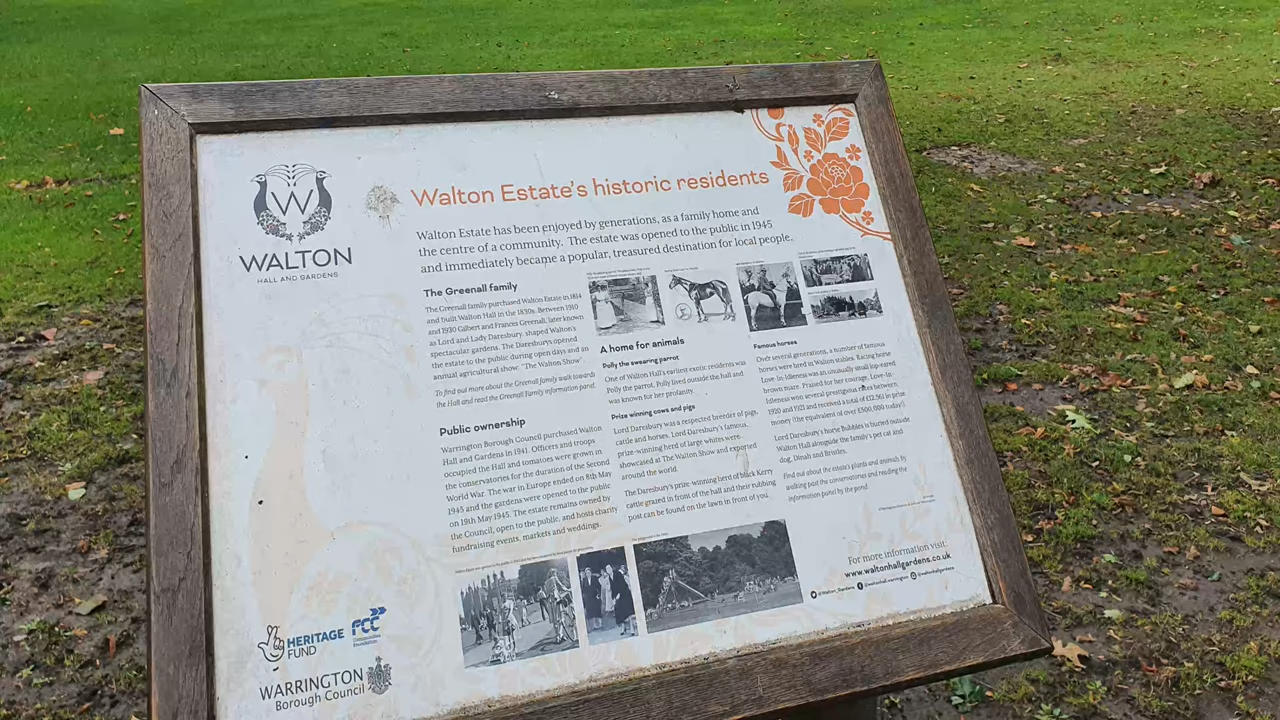 W
WALTON
HALL AND GARDENS
Walton Estate's historic residents
Walton Estate has been enjoyed by generations, as a family home and
the centre of a community. The estate was opened to the public in 1945
and immediately became a popular, treasured destination for local people.
The Greenall family
The Greenall family purchased Walton Estate in 1814
and built Walton Hall in the 1830s. Between 1910
and 1930 Gilbert and Frances Greenall, later known
as Lord and Lady Daresbury, shaped Walton's
spectacular gardens. The Daresburys opened
the estate to the public during open days and an
annual agricultural show: "The Walton Show".
To find out more about the Greenall family walk towards
the Hall and read the Greenall Family information panel.
Public ownership
Warrington Borough Council purchased Walton
Hall and Gardens in 1941. Officers and troops
occupied the Hall and tomatoes were grown in
the conservatories for the duration of the Second
World War. The war in Europe ended on 8th May
1945 and the gardens were opened to the public
on 19th May 1945. The estate remains owned by
the Council, open to the public, and hosts charity
fundraising events, markets and weddings.
A home for animals
Polly the swearing parrot
One of Walton Hall's earliest exotic residents was
Polly the parrot. Polly lived outside the hall and
was known for her profanity.
Prize winning cows and pigs
Lord Daresbury was a respected breeder of pigs,
cattle and horses. Lord Daresbury's famous,
prize-winning herd of large whites were
showcased at The Walton Show and exported
around the world.
The Daresbury's prize-winning herd of black Kerry
cattle grazed in front of the hall and their rubbing
post can be found on the lawn in front of you.
Famous horses
Over several generations, a number of famous
horses were bred in Walton stables. Racing horse
Love-In-Idleness was an unusually small lop-eared
brown mare. Praised for her courage, Love-In-
Idleness won several prestigious races between
1920 and 1921 and received a total of £12,561 in prize
money (the equivalent of over £500,000 today!)
Lord Daresbury's horse Bubbles is buried outside
Walton Hall alongside the family's pet cat and
dog, Dinah and Bristles.
Find out about the estate's plants and animals by
walking past the conservatories and reading the
information panel by the pond.
For more information visit:
www.waltonhallgardens.co.uk
@Walton_Gardens @waltonhall.warrington @waltonhallgardens
HERITAGE
FUND
FCC
Communities
Foundation
WARRINGTON
Borough Council